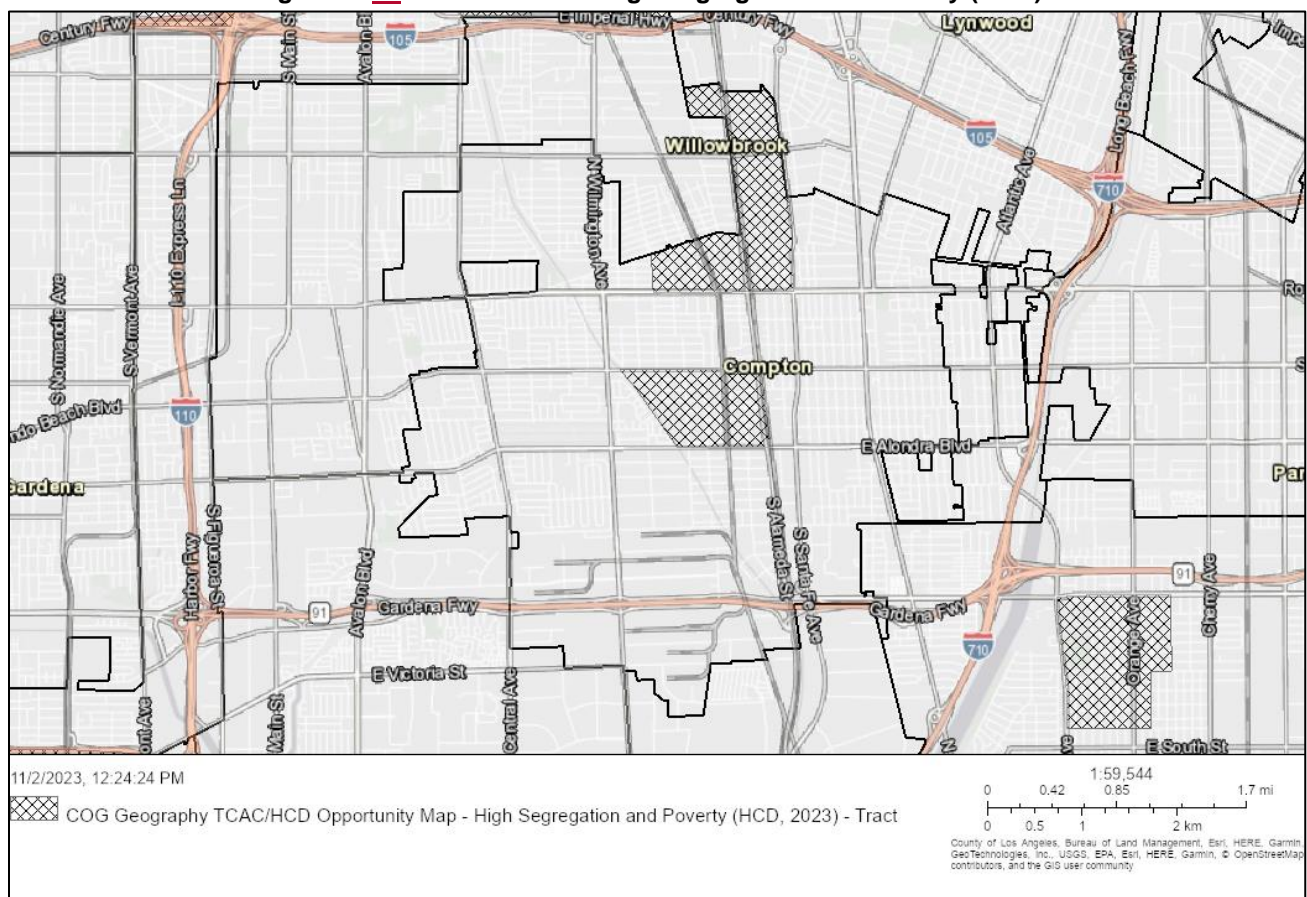 E Imperial Fwy
Century Fwy
Lynwood
Century Fwy
S Main St
105
Willowbrook
105
Long Beach Fwy
Atlantic Ave
710
I-110 Express Ln
N Wilmington Ave
S Normandie Ave
S Vermont Ave
Compton
110
ndo Beach Blvd
E Alondra Blvd
Gardena
S Figueroa St
S Alameda St
S Santa Fe Ave
Harbor Fwy
Avalon Blvd
91
91
Gardena Fwy
Gardena Fwy
Cherry Ave
Orange Ave
710
E Victoria St
Central Ave
Main St
E South St
11/2/2023, 12:24:24 PM
COG Geography TCAC/HCD Opportunity Map - High Segregation and Poverty (HCD, 2023) - Tract
1:59,544
0 0.42 0.85 1.7 mi
0 0.5 1 2 km
County of Los Angeles, Bureau of Land Management, Esri, HERE, Garmin,
GeoTechnologies, Inc., USGS, EPA, Esri, HERE, Garmin, © OpenStreetMap
contributors, and the GIS user community